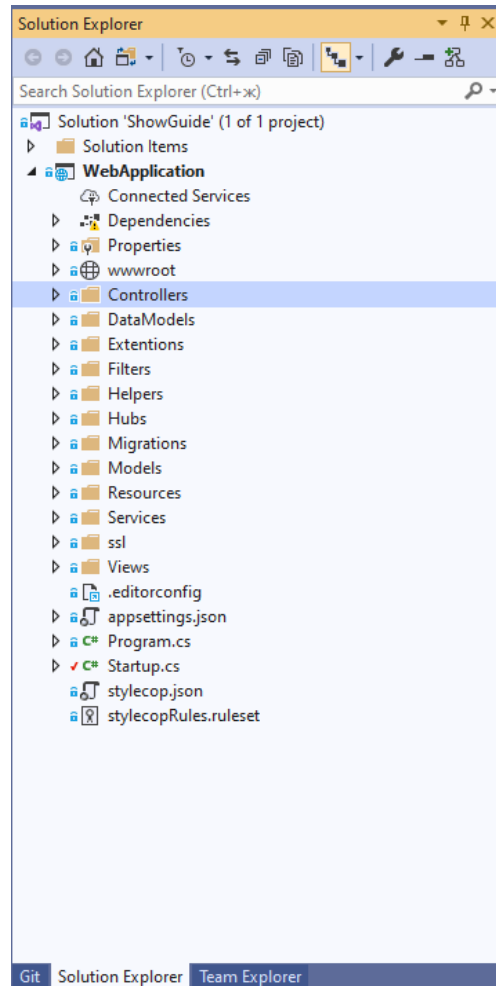 Solution Explorer
Search Solution Explorer (Ctrl+ж)
Solution 'ShowGuide' (1 of 1 project)
Solution Items
WebApplication
Connected Services
Dependencies
Properties
wwwroot
Controllers
DataModels
Extentions
Filters
Helpers
Hubs
Migrations
Models
Resources
Services
ssl
Views
.editorconfig
appsettings.json
C# Program.cs
C# Startup.cs
stylecop.json
stylecopRules.ruleset
Git Solution Explorer Team Explorer